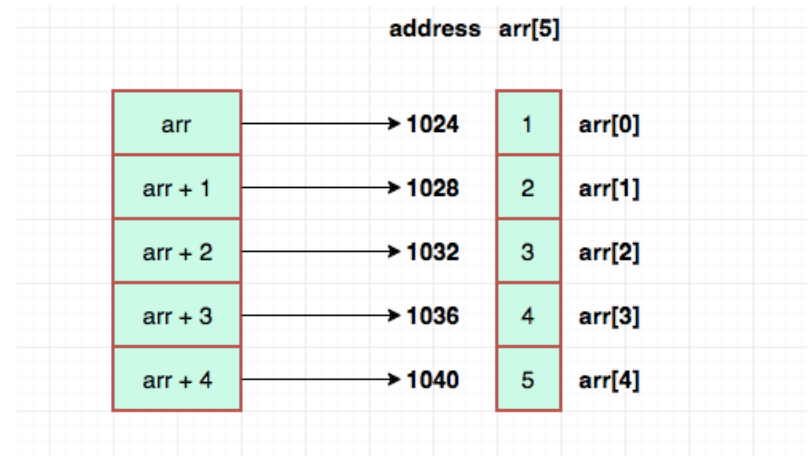 address arr[5]
arr 1024 1 arr[0]
arr + 1 1028 2 arr[1]
arr + 2 1032 3 arr[2]
arr + 3 1036 4 arr[3]
arr + 4 1040 5 arr[4]